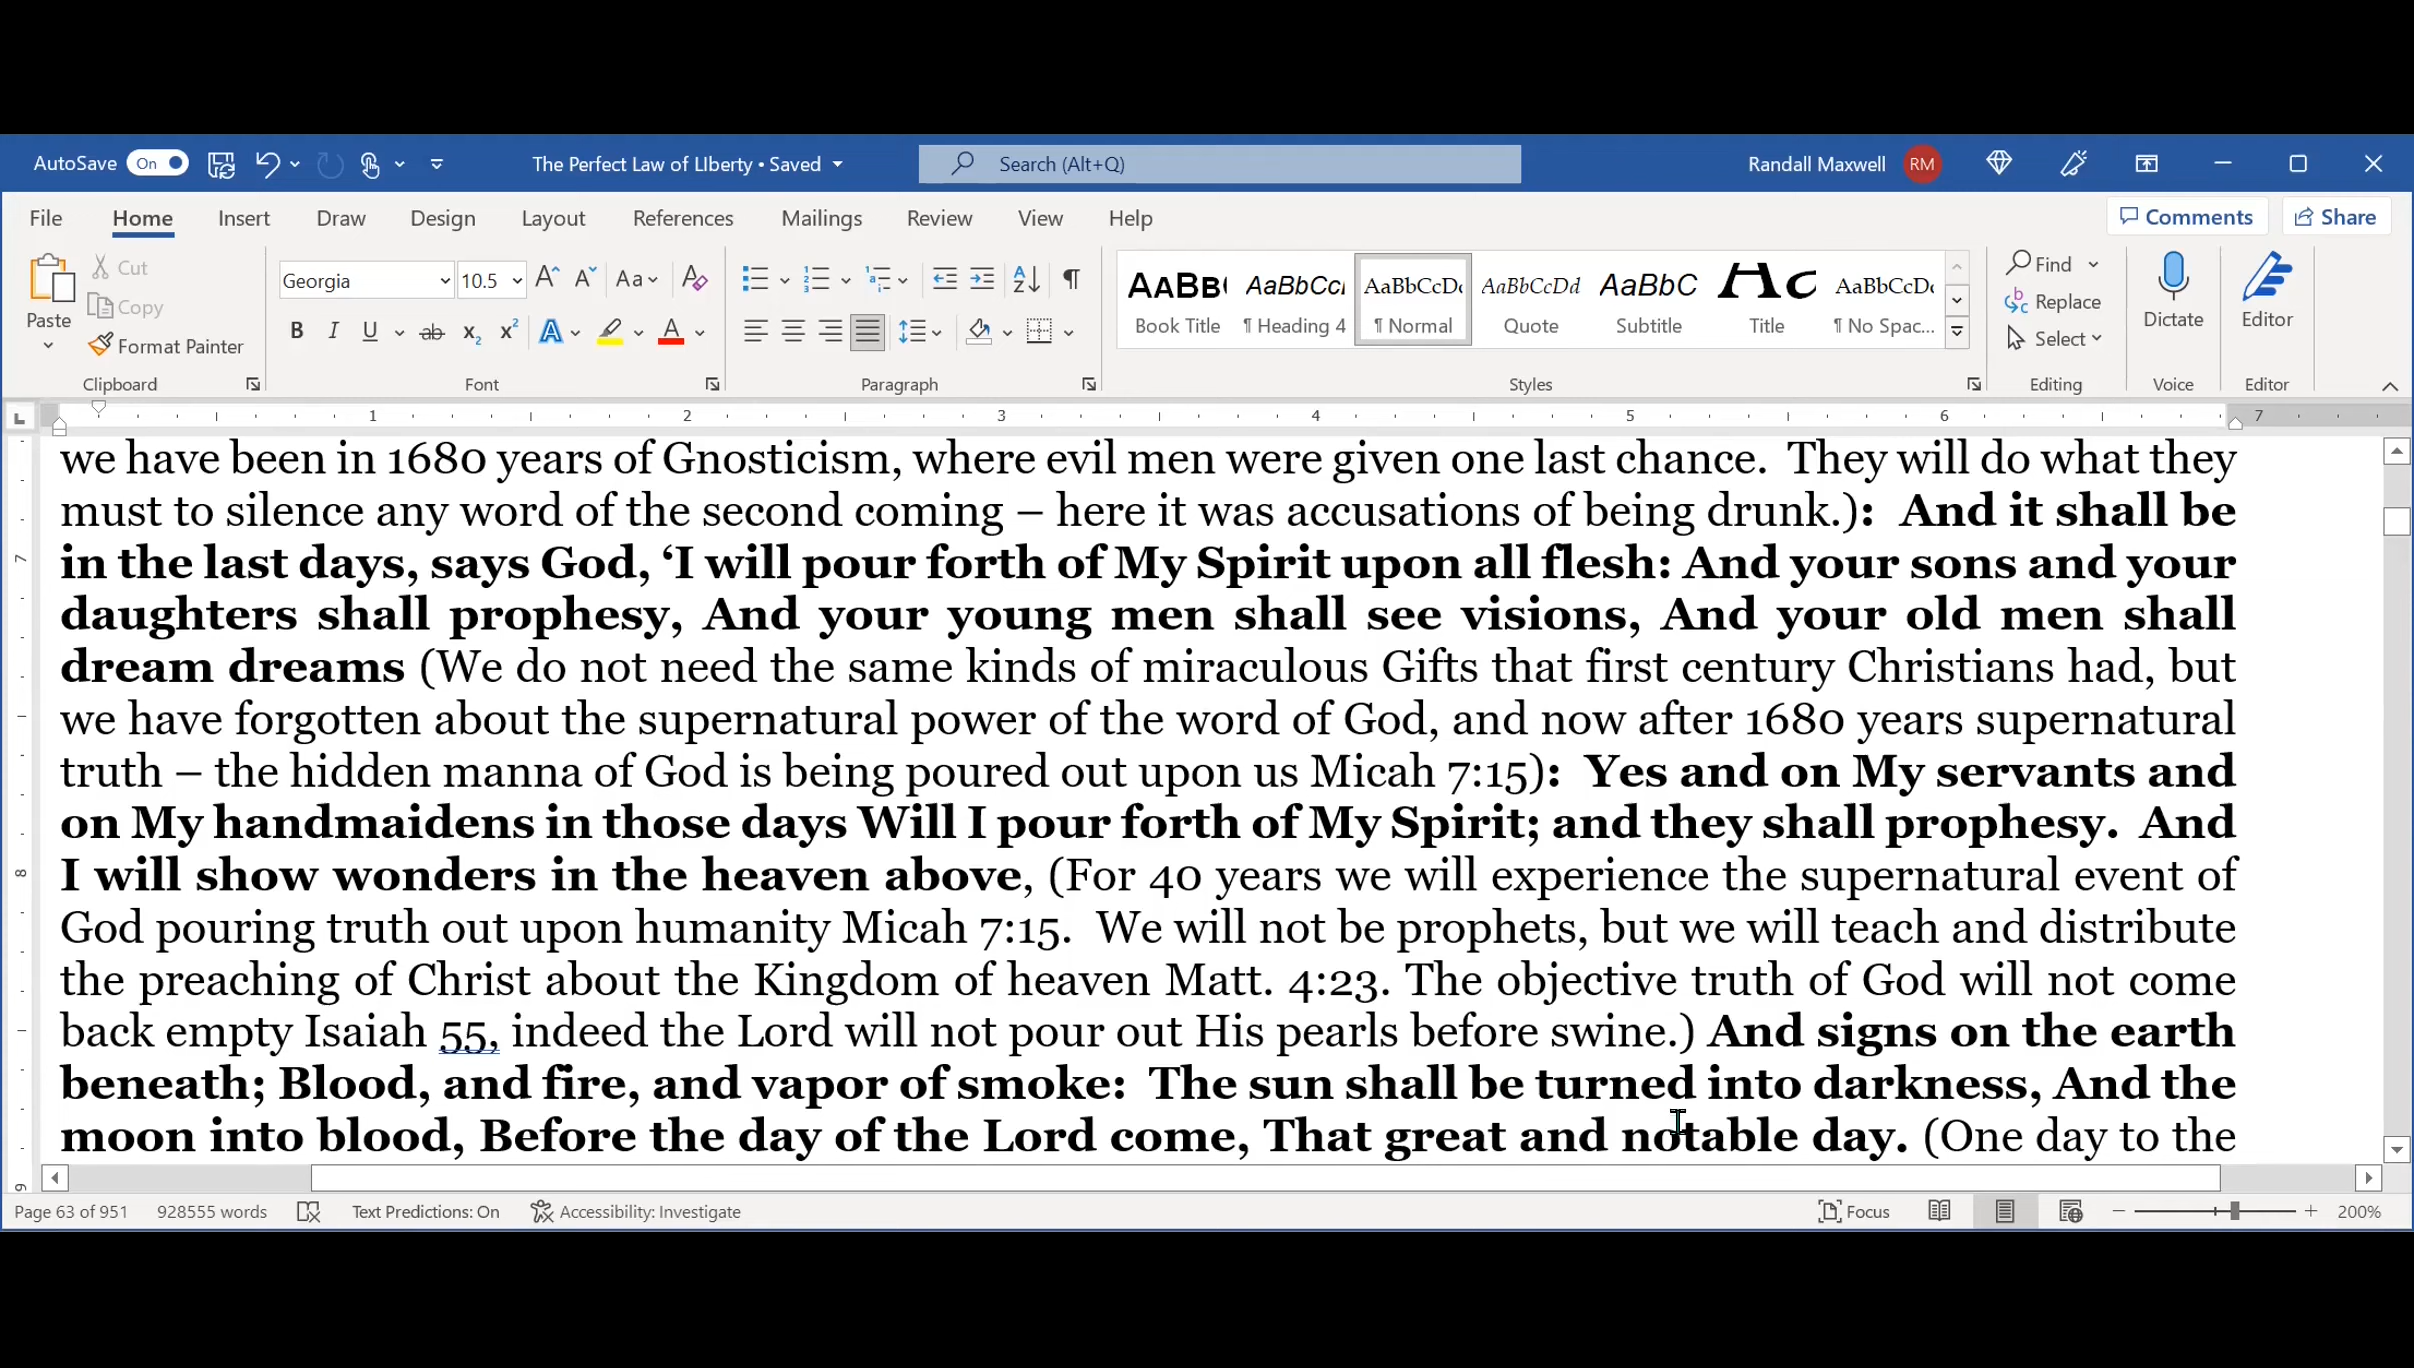 AutoSave On The Perfect Law of LIberty • Saved Search (Alt+Q) Randall Maxwell RM
File Home Insert Draw Design Layout References Mailings Review View Help Comments Share
Paste Cut Copy Format Painter Clipboard
Georgia 10.5 Aa Font
Paragraph
AABB( Book Title AaBbCcI ¶ Heading 4 AaBbCcD( ¶ Normal AaBbCcDd Quote AaBbC Subtitle Title AaBbCcD( ¶ No Spac... Styles
Find Replace Select Editing
Dictate Voice
Editor Editor
1 2 3 4 5 6 7
we have been in 1680 years of Gnosticism, where evil men were given one last chance. They will do what they
must to silence any word of the second coming – here it was accusations of being drunk.): And it shall be
in the last days, says God, ‘I will pour forth of My Spirit upon all flesh: And your sons and your
daughters shall prophesy, And your young men shall see visions, And your old men shall
dream dreams (We do not need the same kinds of miraculous Gifts that first century Christians had, but
we have forgotten about the supernatural power of the word of God, and now after 1680 years supernatural
truth – the hidden manna of God is being poured out upon us Micah 7:15): Yes and on My servants and
on My handmaidens in those days Will I pour forth of My Spirit; and they shall prophesy. And
I will show wonders in the heaven above, (For 40 years we will experience the supernatural event of
God pouring truth out upon humanity Micah 7:15. We will not be prophets, but we will teach and distribute
the preaching of Christ about the Kingdom of heaven Matt. 4:23. The objective truth of God will not come
back empty Isaiah 55, indeed the Lord will not pour out His pearls before swine.) And signs on the earth
beneath; Blood, and fire, and vapor of smoke: The sun shall be turned into darkness, And the
moon into blood, Before the day of the Lord come, That great and notable day. (One day to the
7
8
9
Page 63 of 951 928555 words Text Predictions: On Accessibility: Investigate Focus 200%